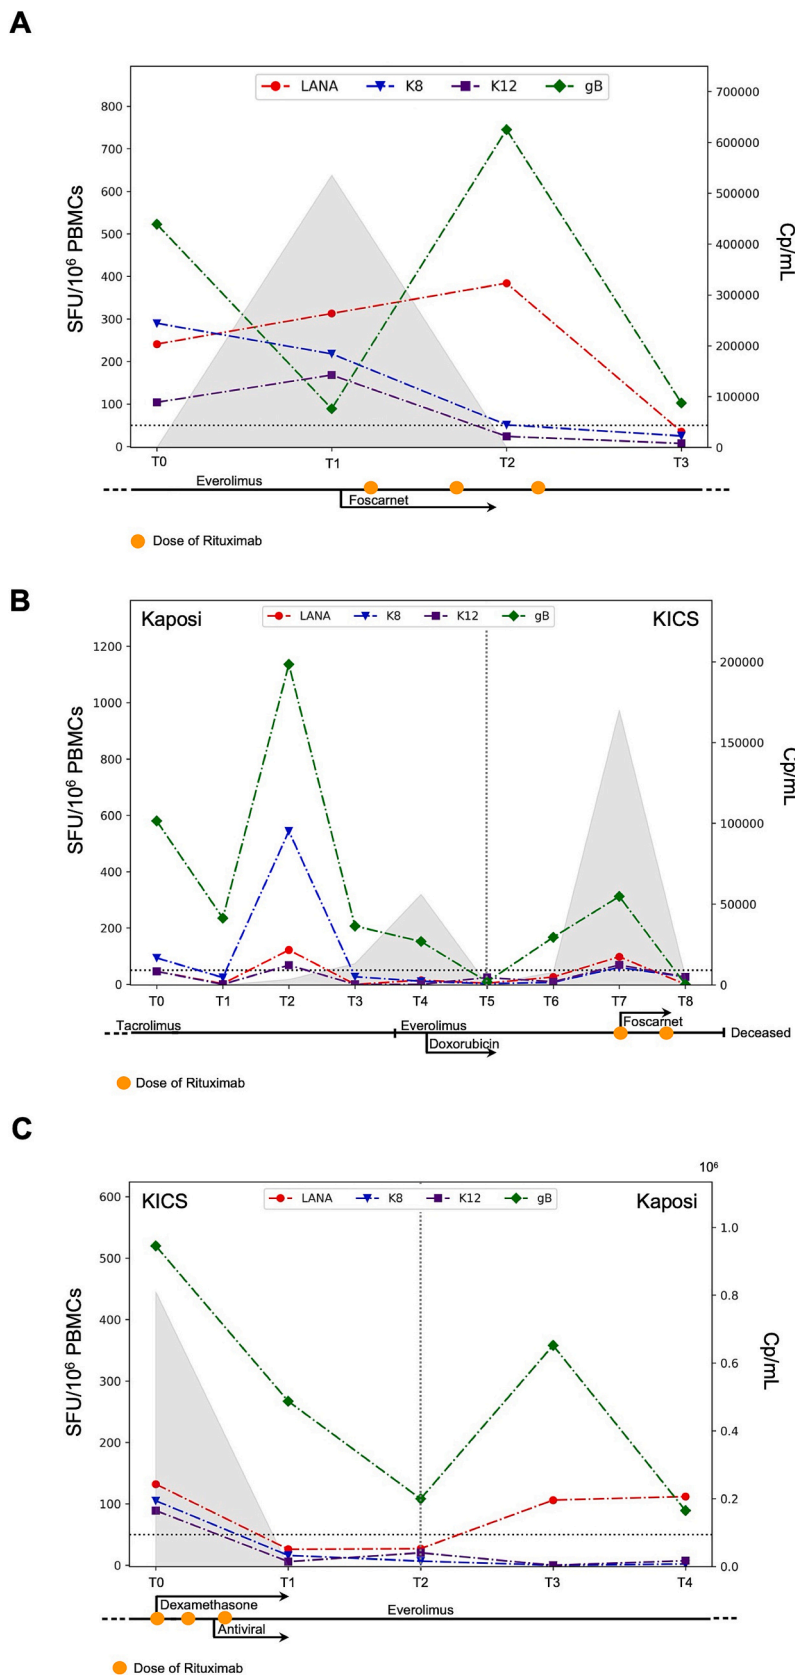 A
LANA K8 K12 gB
SFU/10⁶ PBMCs
Cp/mL
800
700
600
500
400
300
200
100
0
700000
600000
500000
400000
300000
200000
100000
0
T0 T1 T2 T3
Everolimus
Foscarnet
Dose of Rituximab
B
Kaposi
LANA K8 K12 gB
KICS
SFU/10⁶ PBMCs
Cp/mL
1200
1000
800
600
400
200
0
200000
150000
100000
50000
0
T0 T1 T2 T3 T4 T5 T6 T7 T8
Tacrolimus
Everolimus
Foscarnet
Deceased
Doxorubicin
Dose of Rituximab
C
10⁶
KICS
LANA K8 K12 gB
Kaposi
SFU/10⁶ PBMCs
Cp/mL
600
500
400
300
200
100
0
1.0
0.8
0.6
0.4
0.2
0.0
T0 T1 T2 T3 T4
Dexamethasone
Everolimus
Antiviral
Dose of Rituximab